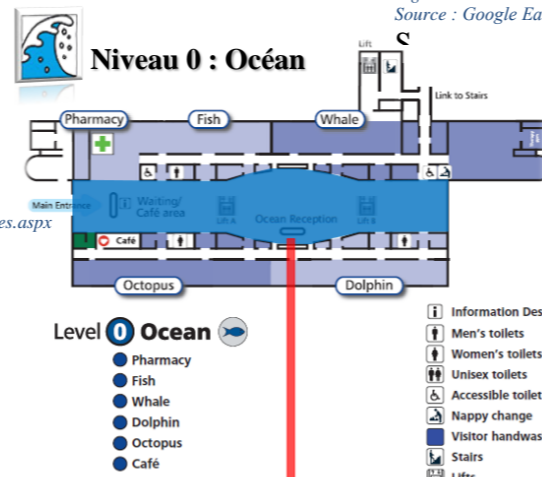 Source : Google Ea
S
Niveau 0 : Océan
Lift
Link to Stairs
Pharmacy
Fish
Whale
Main Entrance
i
Waiting/
Café area
Lift A
Ocean Reception
Lift B
es.aspx
Café
Octopus
Dolphin
Level 0 Ocean
Pharmacy
Fish
Whale
Dolphin
Octopus
Café
i Information Des
Men's toilets
Women's toilets
Unisex toilets
Accessible toilet
Nappy change
Visitor handwas
Stairs
Lifts